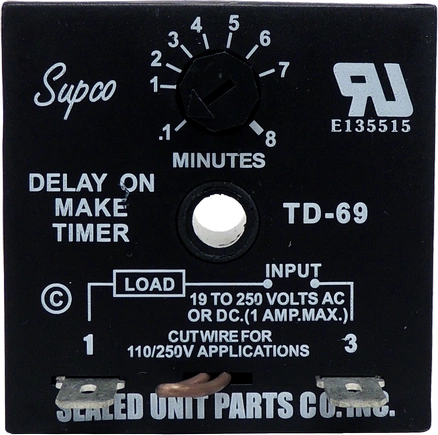 3 4 5
2 6
1 7
.1 8
Supco
E135515
MINUTES
DELAY ON
MAKE
TIMER
TD-69
LOAD INPUT
19 TO 250 VOLTS AC
OR DC.(1 AMP.MAX.)
©
1 3
CUT WIRE FOR
110/250V APPLICATIONS
SEALED UNIT PARTS CO. INC.